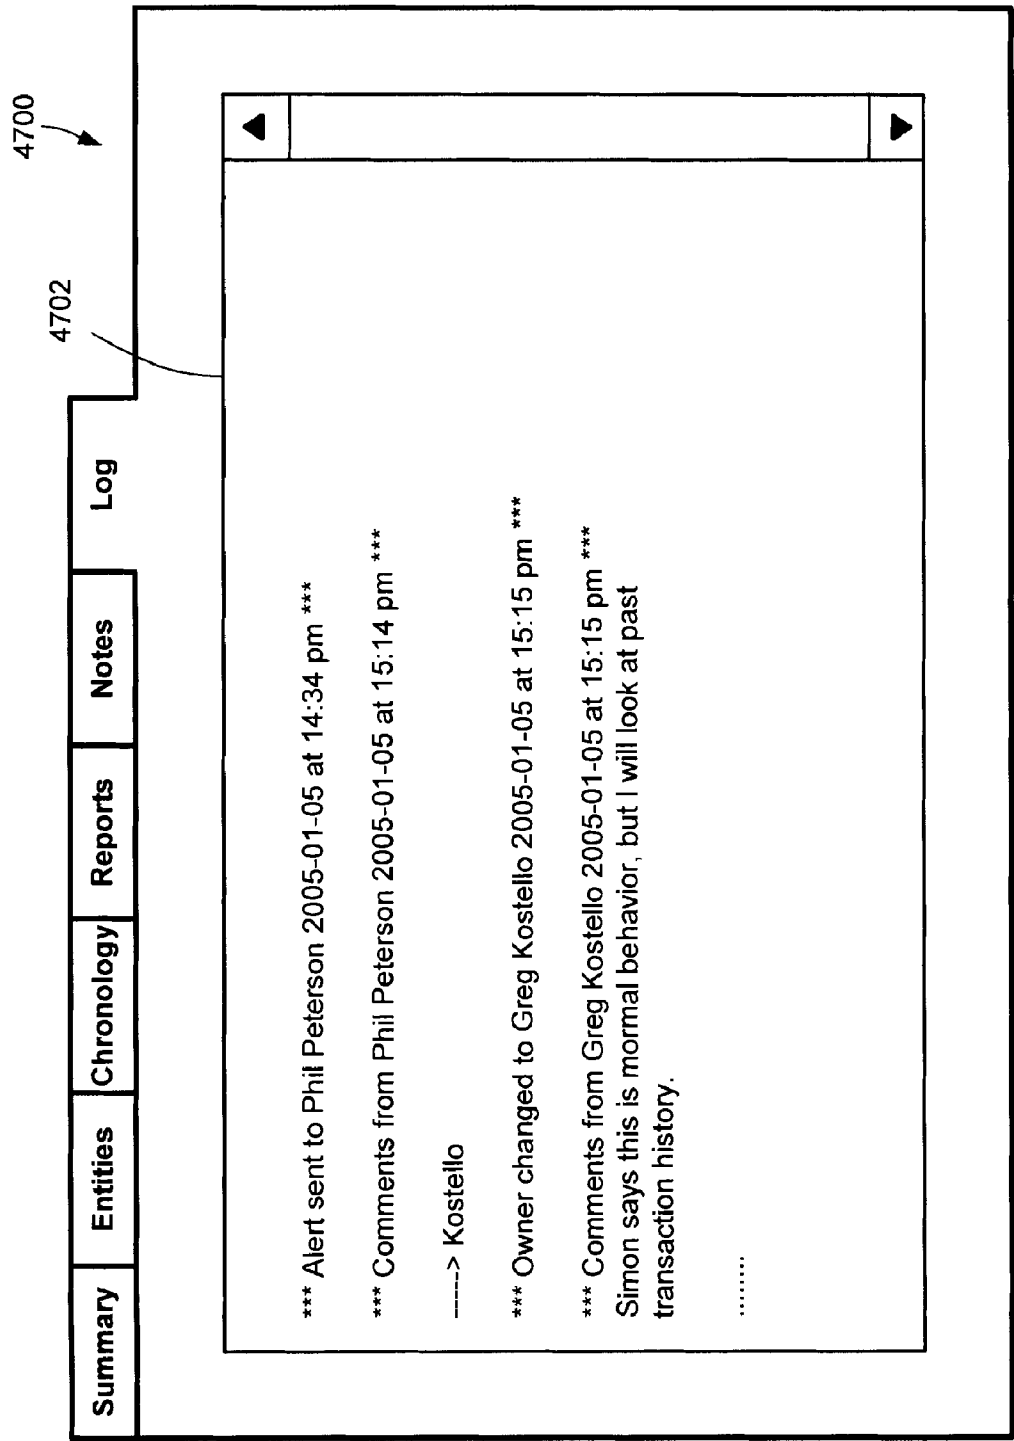 4700
4702
Summary
Entities
Chronology
Reports
Notes
Log
*** Alert sent to Phil Peterson 2005-01-05 at 14:34 pm ***
*** Comments from Phil Peterson 2005-01-05 at 15:14 pm ***
-----> Kostello
*** Owner changed to Greg Kostello 2005-01-05 at 15:15 pm ***
*** Comments from Greg Kostello 2005-01-05 at 15:15 pm ***
Simon says this is mormal behavior, but I will look at past
transaction history.
........